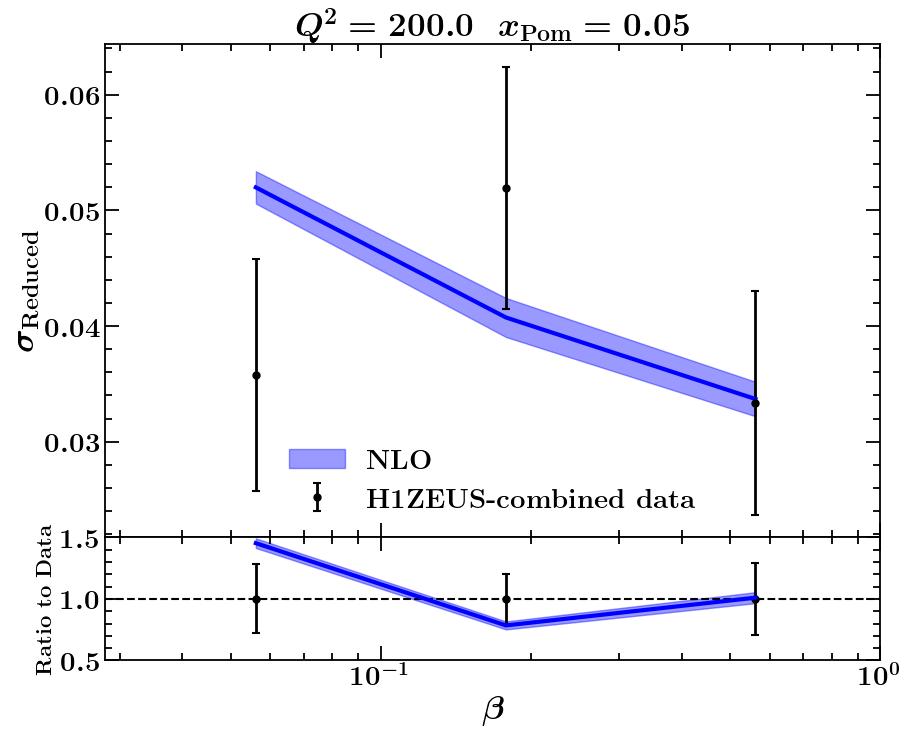 Q² = 200.0 x_Pom = 0.05
0.06
0.05
0.04
0.03
σ_Reduced
NLO
H1ZEUS-combined data
1.5
1.0
0.5
Ratio to Data
10⁻¹
10⁰
β